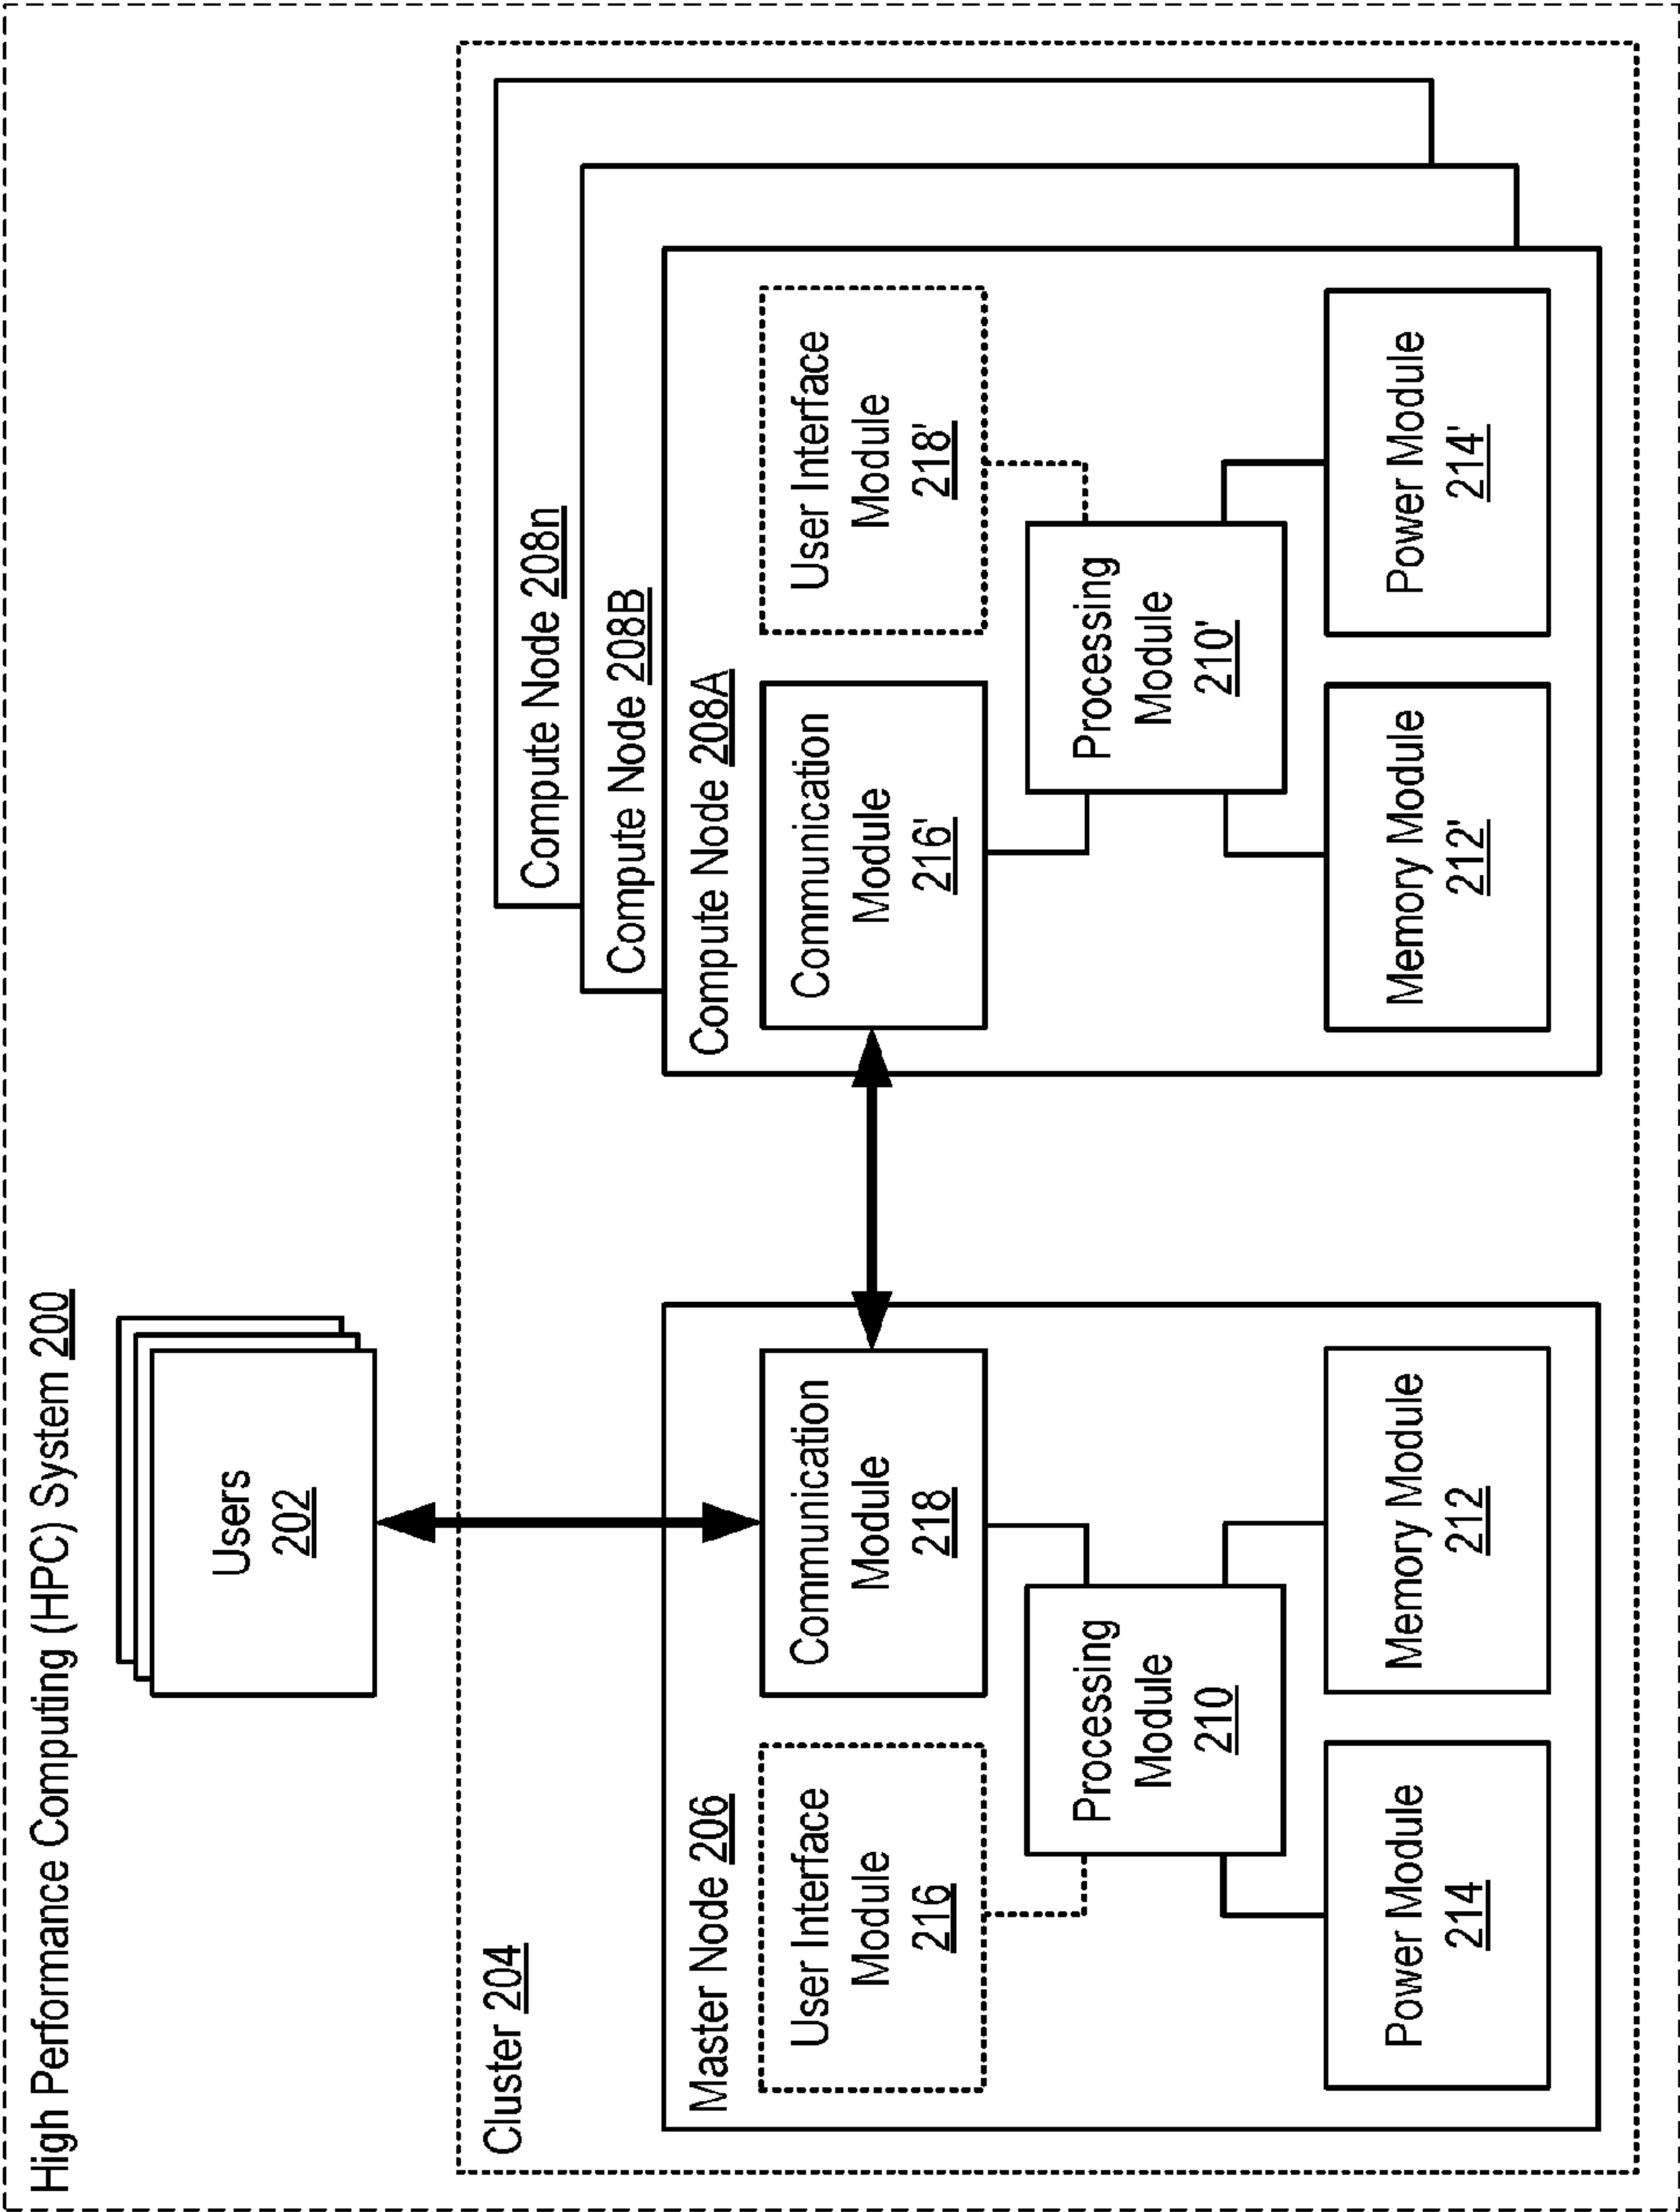 High Performance Computing (HPC) System 200
Users
202
Cluster 204
Master Node 206
User Interface
Module
216
Communication
Module
218
Processing
Module
210
Power Module
214
Memory Module
212
Compute Node 208n
Compute Node 208B
Compute Node 208A
Communication
Module
216'
User Interface
Module
218'
Processing
Module
210'
Memory Module
212'
Power Module
214'